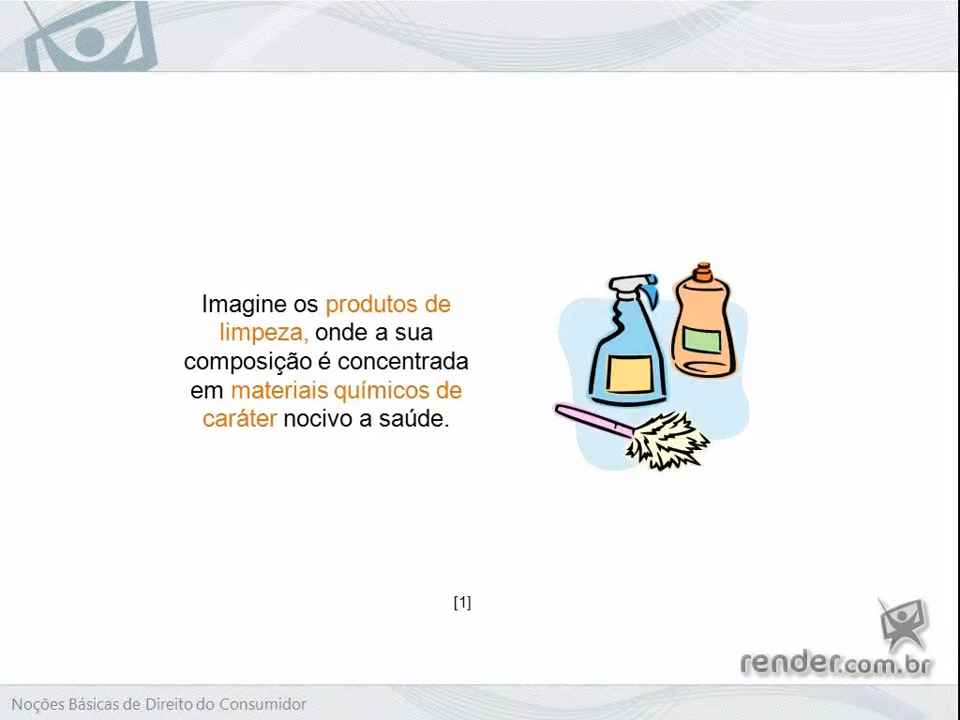 Imagine os produtos de
limpeza, onde a sua
composição é concentrada
em materiais químicos de
caráter nocivo a saúde.
[1]
render.com.br
Noções Básicas de Direito do Consumidor